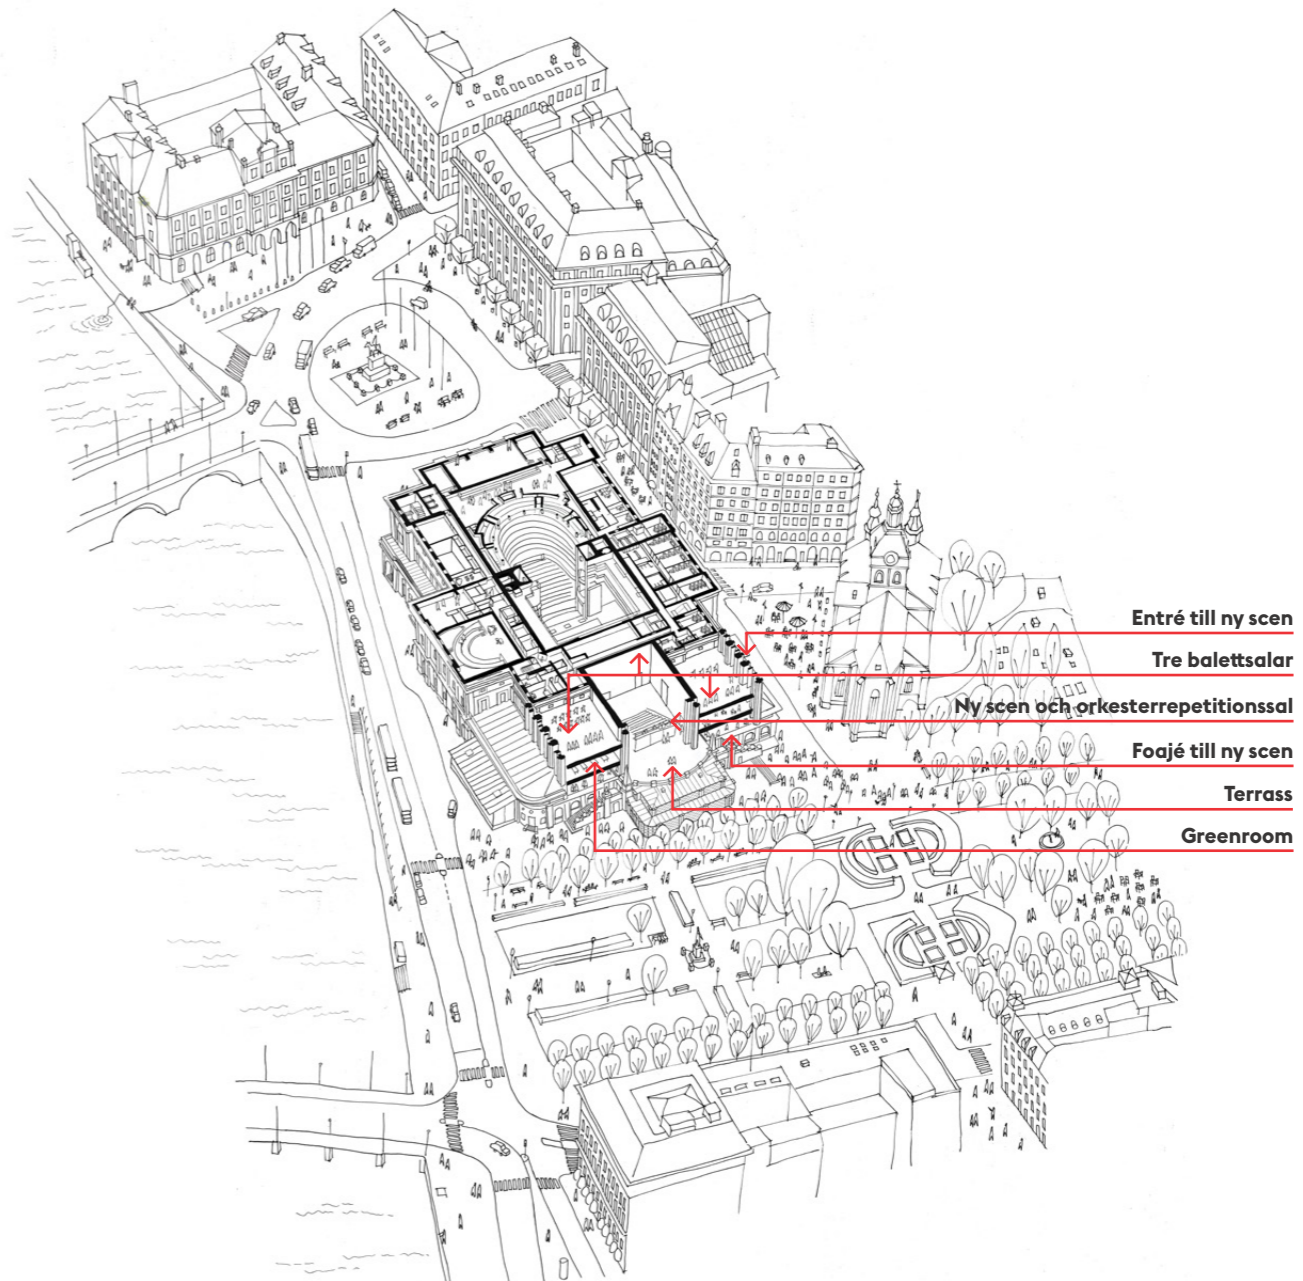 Entré till ny scen
Tre balettsalar
Ny scen och orkesterrepetitionssal
Foajé till ny scen
Terrass
Greenroom